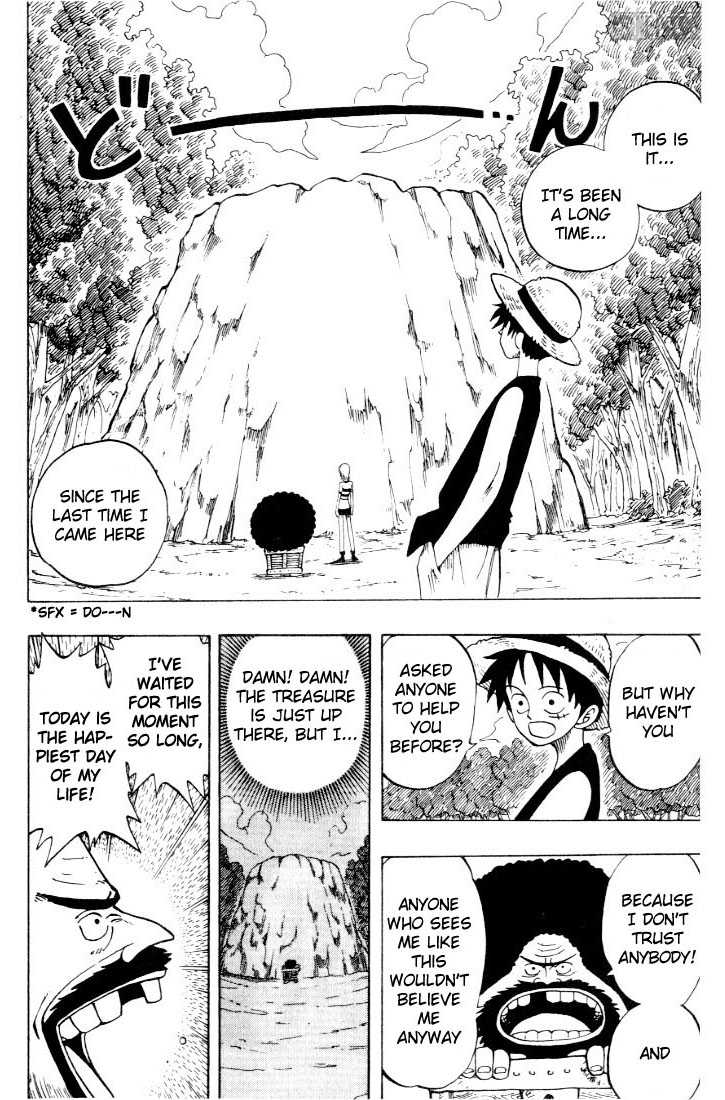 ど――ん
THIS IS
IT...
IT'S BEEN
A LONG
TIME...
SINCE THE
LAST TIME I
CAME HERE
*SFX = DO---N
BUT WHY
HAVEN'T
YOU
ASKED
ANYONE
TO HELP
YOU
BEFORE?
BECAUSE
I DON'T
TRUST
ANYBODY!
AND
ANYONE
WHO SEES
ME LIKE
THIS
WOULDN'T
BELIEVE
ME
ANYWAY
DAMN! DAMN!
THE TREASURE
IS JUST UP
THERE, BUT I...
I'VE
WAITED
FOR THIS
MOMENT
SO LONG,
TODAY IS
THE HAP-
PIEST DAY
OF MY
LIFE!